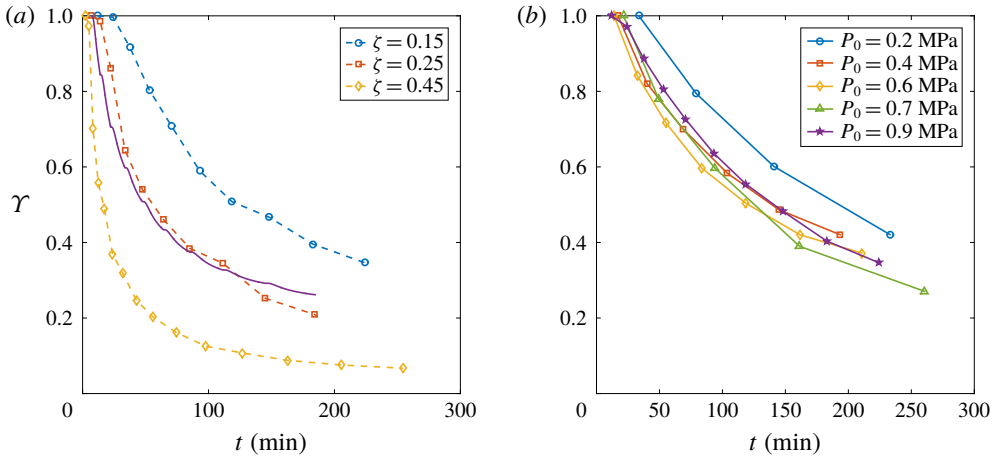 (a)
1.0
0.8
0.6
0.4
0.2
0
100
200
300
ϒ
t (min)
ζ = 0.15
ζ = 0.25
ζ = 0.45
(b)
1.0
0.8
0.6
0.4
0.2
0
50
100
150
200
250
300
t (min)
P0 = 0.2 MPa
P0 = 0.4 MPa
P0 = 0.6 MPa
P0 = 0.7 MPa
P0 = 0.9 MPa